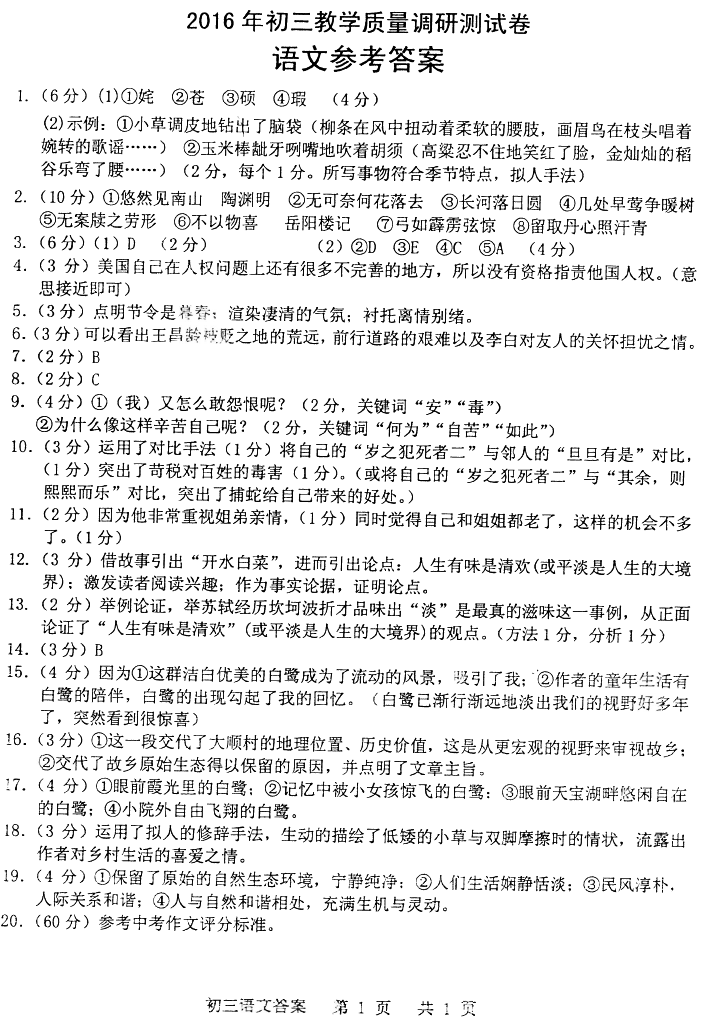 2016 年初三教学质量调研测试卷
语文参考答案
1.（6 分）(1)①姹 ②苍 ③硕 ④瑕 （4 分）
(2)示例：①小草调皮地钻出了脑袋（柳条在风中扭动着柔软的腰肢，画眉鸟在枝头唱着
婉转的歌谣……） ②玉米棒龇牙咧嘴地吹着胡须（高粱忍不住地笑红了脸，金灿灿的稻
谷乐弯了腰……）（2 分，每个 1 分。所写事物符合季节特点，拟人手法）
2.（10 分）①悠然见南山 陶渊明 ②无可奈何花落去 ③长河落日圆 ④几处早莺争暖树
⑤无案牍之劳形 ⑥不以物喜 岳阳楼记 ⑦弓如霹雳弦惊 ⑧留取丹心照汗青
3.（6 分）（1）D （2 分） （2）②D ③E ④C ⑤A （4 分）
4.（3 分）美国自己在人权问题上还有很多不完善的地方，所以没有资格指责他国人权。（意
思接近即可）
5.（3 分）点明节令是暮春；渲染凄清的气氛；衬托离情别绪。
6.（3 分）可以看出王昌龄被贬之地的荒远，前行道路的艰难以及李白对友人的关怀担忧之情。
7.（2 分）B
8.（2 分）C
9.（4 分）①（我）又怎么敢怨恨呢？（2 分，关键词“安”“毒”）
②为什么像这样辛苦自己呢？（2 分，关键词“何为”“自苦”“如此”）
10.（3 分）运用了对比手法（1 分）将自己的“岁之犯死者二”与邻人的“旦旦有是”对比，
（1 分）突出了苛税对百姓的毒害（1 分）。（或将自己的“岁之犯死者二”与“其余，则
熙熙而乐”对比，突出了捕蛇给自己带来的好处。）
11.（2 分）因为他非常重视姐弟亲情，（1 分）同时觉得自己和姐姐都老了，这样的机会不多
了。（1 分）
12.（3 分）借故事引出“开水白菜”，进而引出论点：人生有味是清欢(或平淡是人生的大境
界)；激发读者阅读兴趣；作为事实论据，证明论点。
13.（2 分）举例论证，举苏轼经历坎坷波折才品味出“淡”是最真的滋味这一事例，从正面
论证了“人生有味是清欢”(或平淡是人生的大境界)的观点。（方法 1 分，分析 1 分）
14.（3 分）B
15.（4 分）因为①这群洁白优美的白鹭成为了流动的风景，吸引了我；②作者的童年生活有
白鹭的陪伴，白鹭的出现勾起了我的回忆。（白鹭已渐行渐远地淡出我们的视野好多年
了，突然看到很惊喜）
16.（3 分）①这一段交代了大顺村的地理位置、历史价值，这是从更宏观的视野来审视故乡；
②交代了故乡原始生态得以保留的原因，并点明了文章主旨。
17.（4 分）①眼前霞光里的白鹭；②记忆中被小女孩惊飞的白鹭；③眼前天宝湖畔悠闲自在
的白鹭；④小院外自由飞翔的白鹭。
18.（3 分）运用了拟人的修辞手法，生动的描绘了低矮的小草与双脚摩擦时的情状，流露出
作者对乡村生活的喜爱之情。
19.（4 分）①保留了原始的自然生态环境，宁静纯净；②人们生活娴静恬淡；③民风淳朴，
人际关系和谐；④人与自然和谐相处，充满生机与灵动。
20.（60 分）参考中考作文评分标准。
初三语文答案 第 1 页 共 1 页